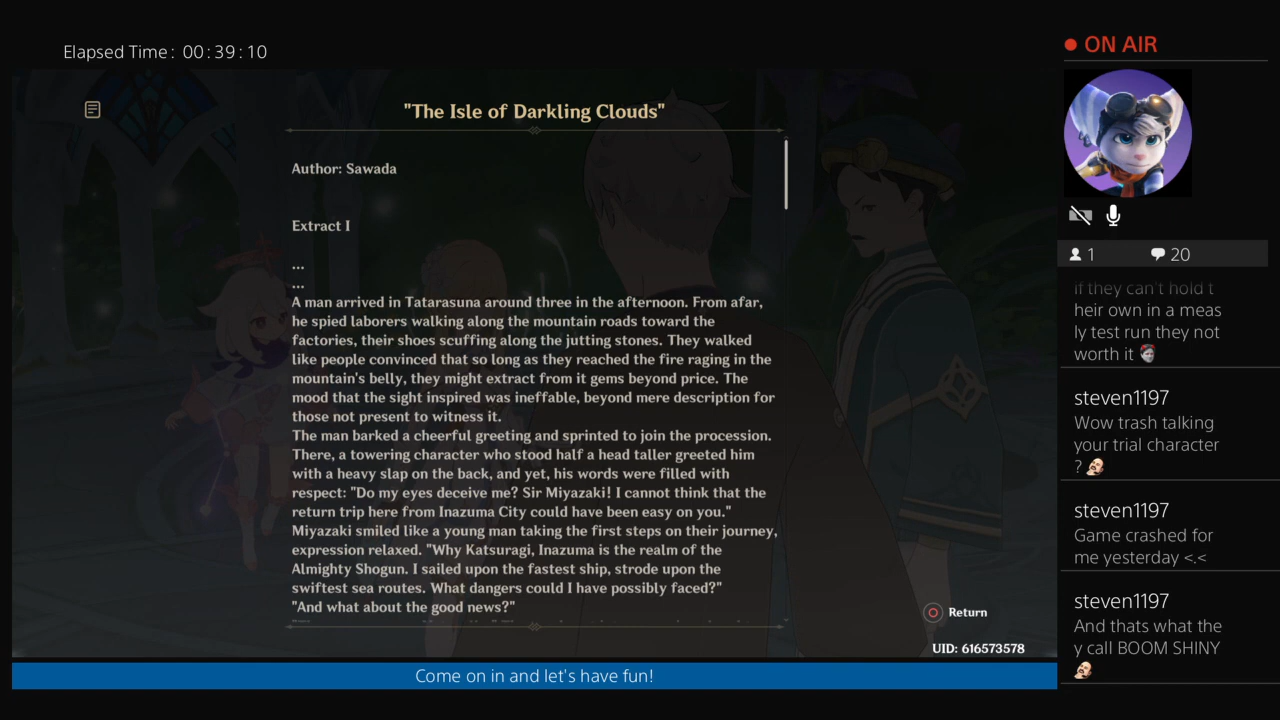 Elapsed Time: 00:39:10
"The Isle of Darkling Clouds"
Author: Sawada
Extract I
...
...
A man arrived in Tatarasuna around three in the afternoon. From afar,
he spied laborers walking along the mountain roads toward the
factories, their shoes scuffing along the jutting stones. They walked
like people convinced that so long as they reached the fire raging in the
mountain's belly, they might extract from it gems beyond price. The
mood that the sight inspired was ineffable, beyond mere description for
those not present to witness it.
The man barked a cheerful greeting and sprinted to join the procession.
There, a towering character who stood half a head taller greeted him
with a heavy slap on the back, and yet, his words were filled with
respect: "Do my eyes deceive me? Sir Miyazaki! I cannot think that the
return trip here from Inazuma City could have been easy on you."
Miyazaki smiled like a young man taking the first steps on their journey,
expression relaxed. "Why Katsuragi, Inazuma is the realm of the
Almighty Shogun. I sailed upon the fastest ship, strode upon the
swiftest sea routes. What dangers could I have possibly faced?"
"And what about the good news?"
Return
UID: 616573578
Come on in and let's have fun!
ON AIR
1
20
if they can't hold t
heir own in a meas
ly test run they not
worth it
steven1197
Wow trash talking
your trial character
?
steven1197
Game crashed for
me yesterday <.<
steven1197
And thats what the
y call BOOM SHINY